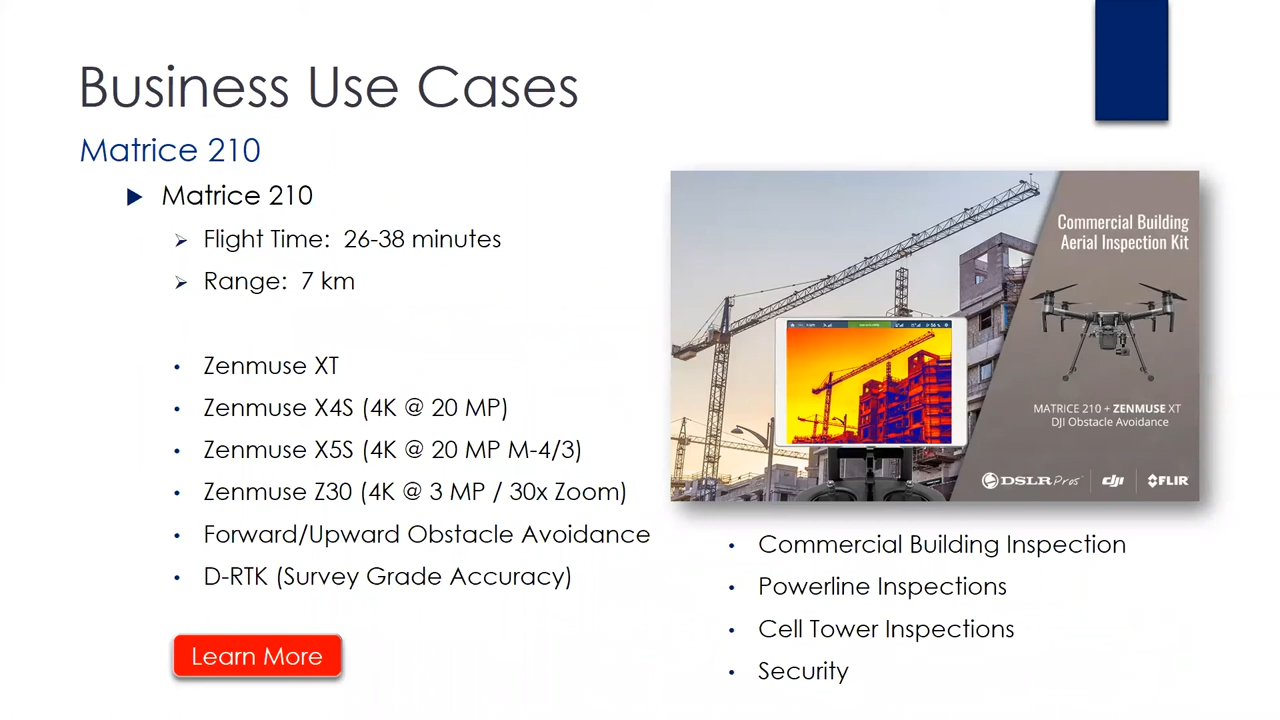 Business Use Cases
Matrice 210
Matrice 210
Flight Time: 26-38 minutes
Range: 7 km
Zenmuse XT
Zenmuse X4S (4K @ 20 MP)
Zenmuse X5S (4K @ 20 MP M-4/3)
Zenmuse Z30 (4K @ 3 MP / 30x Zoom)
Forward/Upward Obstacle Avoidance
D-RTK (Survey Grade Accuracy)
Learn More
Commercial Building
Aerial Inspection Kit
MATRICE 210 + ZENMUSE XT
DJI Obstacle Avoidance
DSLRPros dji FLIR
Commercial Building Inspection
Powerline Inspections
Cell Tower Inspections
Security